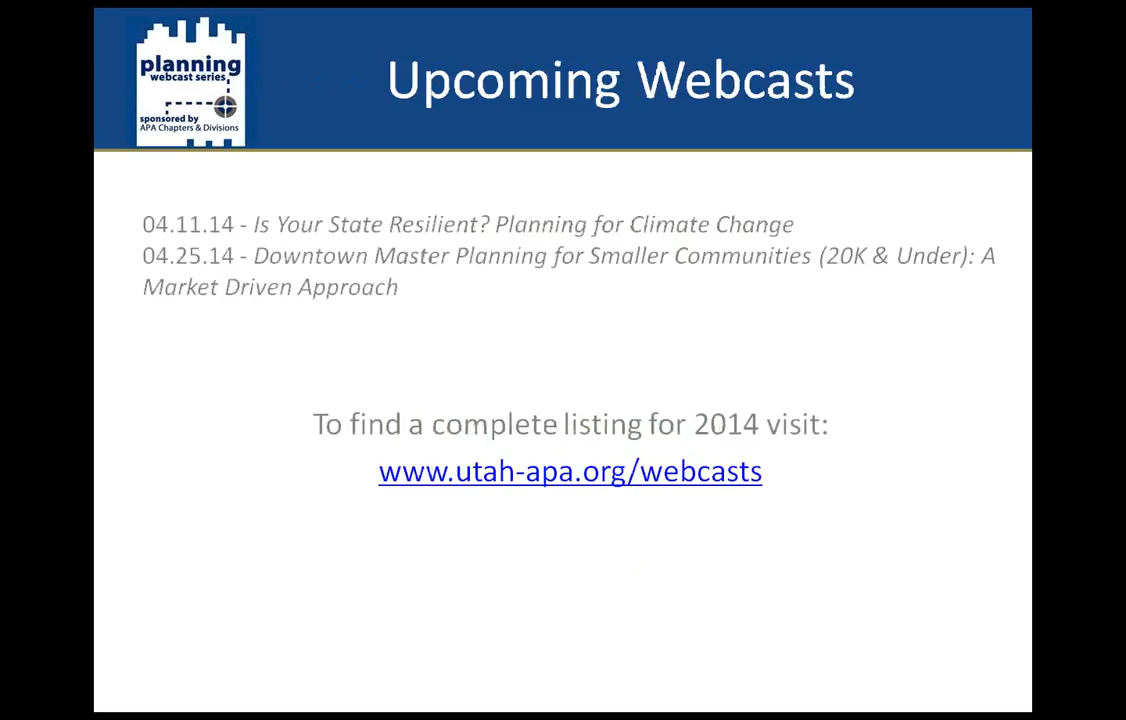 planning
webcast series
sponsored by
APA Chapters & Divisions
Upcoming Webcasts
04.11.14 - Is Your State Resilient? Planning for Climate Change
04.25.14 - Downtown Master Planning for Smaller Communities (20K & Under): A
Market Driven Approach
To find a complete listing for 2014 visit:
www.utah-apa.org/webcasts